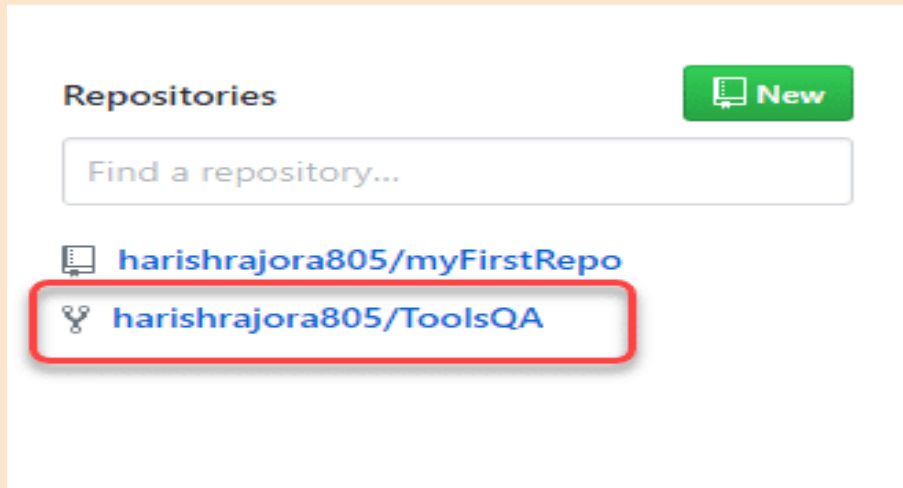 Repositories
New
Find a repository...
harishrajora805/myFirstRepo
harishrajora805/ToolsQA